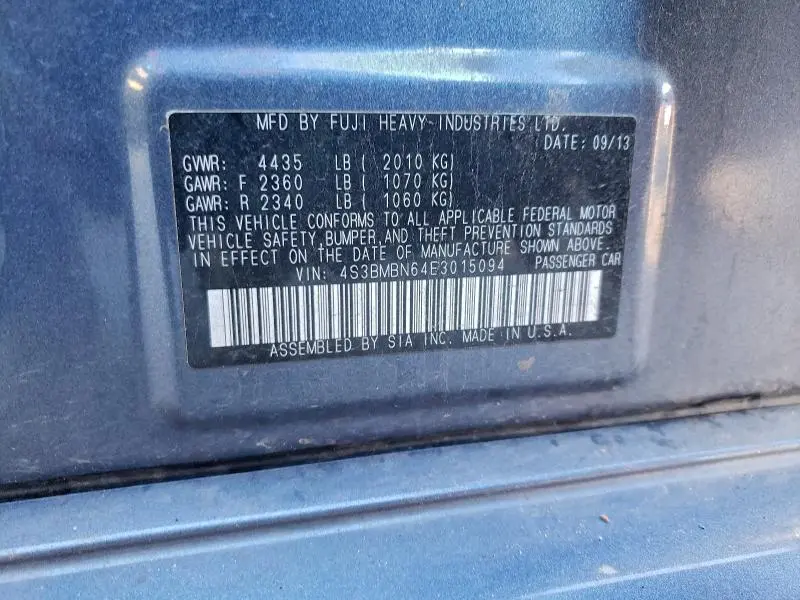 MFD BY FUJI HEAVY INDUSTRIES LTD.
DATE: 09/13
GVWR: 4435 LB ( 2010 KG)
GAWR: F 2360 LB ( 1070 KG)
GAWR: R 2340 LB ( 1060 KG)
THIS VEHICLE CONFORMS TO ALL APPLICABLE FEDERAL MOTOR
VEHICLE SAFETY, BUMPER, AND THEFT PREVENTION STANDARDS
IN EFFECT ON THE DATE OF MANUFACTURE SHOWN ABOVE.
VIN: 4S3BMBN64E3015094 PASSENGER CAR
ASSEMBLED BY SIA INC. MADE IN U.S.A.